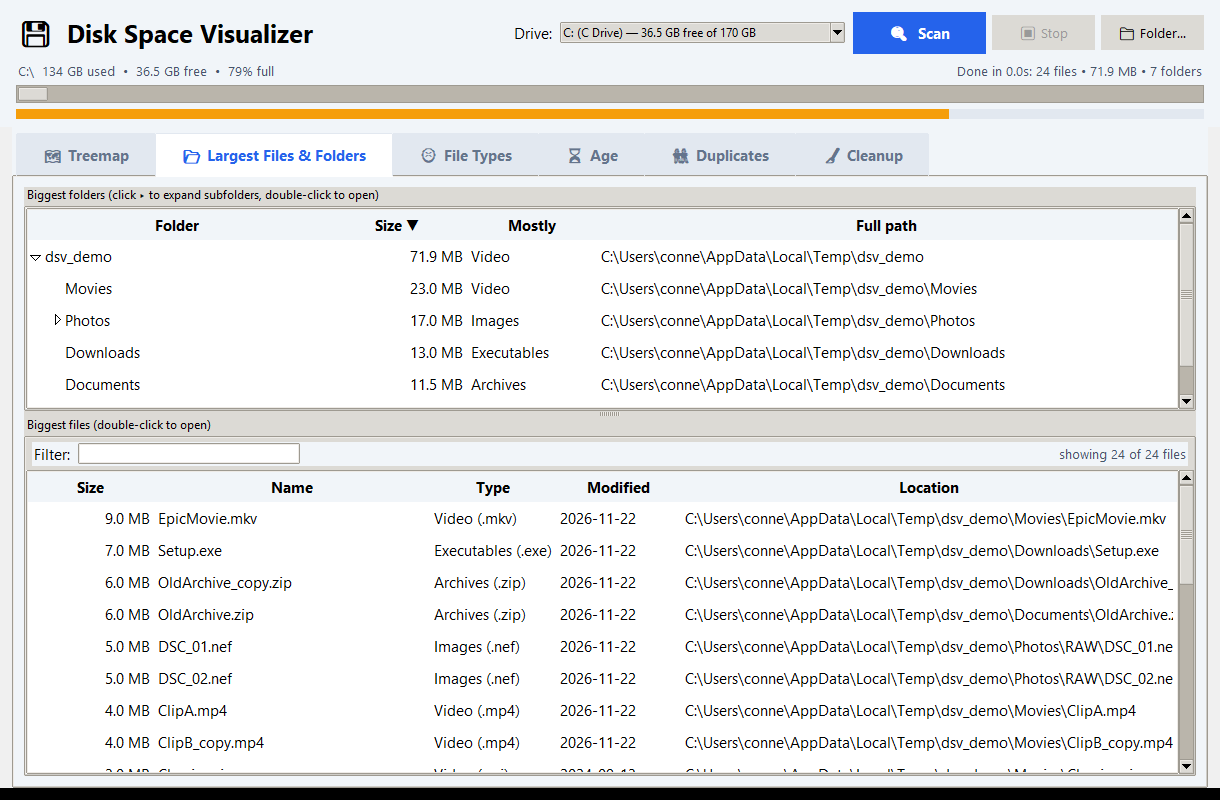 Disk Space Visualizer
Drive: C: (C Drive) — 36.5 GB free of 170 GB Scan Stop Folder...
C:\ 134 GB used • 36.5 GB free • 79% full Done in 0.0s: 24 files • 71.9 MB • 7 folders
Treemap Largest Files & Folders File Types Age Duplicates Cleanup
Biggest folders (click ▸ to expand subfolders, double-click to open)
Folder Size ▼ Mostly Full path
dsv_demo 71.9 MB Video C:\Users\conne\AppData\Local\Temp\dsv_demo
Movies 23.0 MB Video C:\Users\conne\AppData\Local\Temp\dsv_demo\Movies
Photos 17.0 MB Images C:\Users\conne\AppData\Local\Temp\dsv_demo\Photos
Downloads 13.0 MB Executables C:\Users\conne\AppData\Local\Temp\dsv_demo\Downloads
Documents 11.5 MB Archives C:\Users\conne\AppData\Local\Temp\dsv_demo\Documents
Biggest files (double-click to open)
Filter: showing 24 of 24 files
Size Name Type Modified Location
9.0 MB EpicMovie.mkv Video (.mkv) 2026-11-22 C:\Users\conne\AppData\Local\Temp\dsv_demo\Movies\EpicMovie.mkv
7.0 MB Setup.exe Executables (.exe) 2026-11-22 C:\Users\conne\AppData\Local\Temp\dsv_demo\Downloads\Setup.exe
6.0 MB OldArchive_copy.zip Archives (.zip) 2026-11-22 C:\Users\conne\AppData\Local\Temp\dsv_demo\Downloads\OldArchive_
6.0 MB OldArchive.zip Archives (.zip) 2026-11-22 C:\Users\conne\AppData\Local\Temp\dsv_demo\Documents\OldArchive.
5.0 MB DSC_01.nef Images (.nef) 2026-11-22 C:\Users\conne\AppData\Local\Temp\dsv_demo\Photos\RAW\DSC_01.ne
5.0 MB DSC_02.nef Images (.nef) 2026-11-22 C:\Users\conne\AppData\Local\Temp\dsv_demo\Photos\RAW\DSC_02.ne
4.0 MB ClipA.mp4 Video (.mp4) 2026-11-22 C:\Users\conne\AppData\Local\Temp\dsv_demo\Movies\ClipA.mp4
4.0 MB ClipB_copy.mp4 Video (.mp4) 2026-11-22 C:\Users\conne\AppData\Local\Temp\dsv_demo\Movies\ClipB_copy.mp4